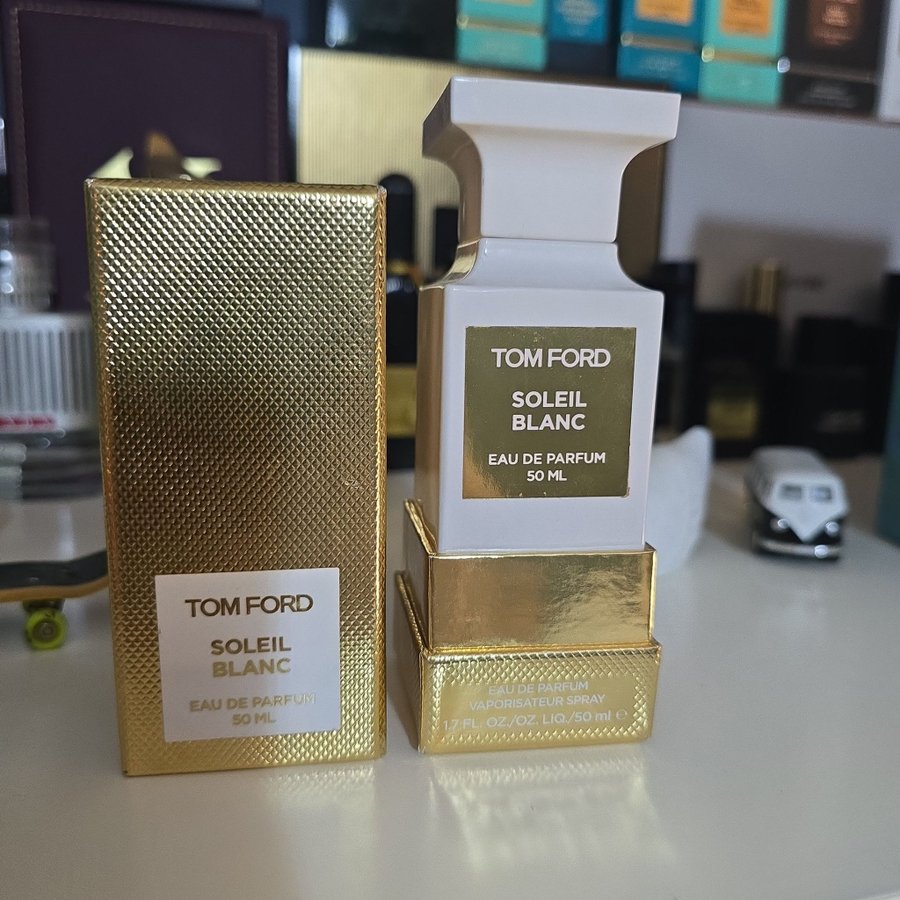 TOM FORD
SOLEIL
BLANC
EAU DE PARFUM
50 ML
TOM FORD
SOLEIL
BLANC
EAU DE PARFUM
50 ML
EAU DE PARFUM
VAPORISATEUR SPRAY
1.7 FL. OZ./OZ. LIQ./50 ml ℮